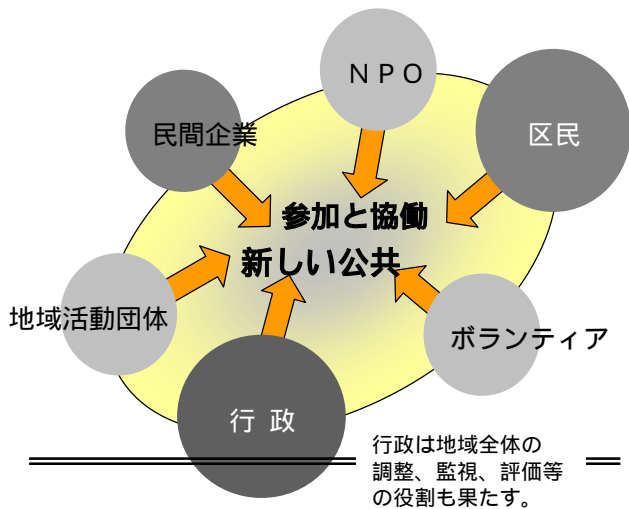 ＮＰＯ
民間企業
区民
参加と協働
新しい公共
地域活動団体
ボランティア
行 政
行政は地域全体の
調整、監視、評価等
の役割も果たす。